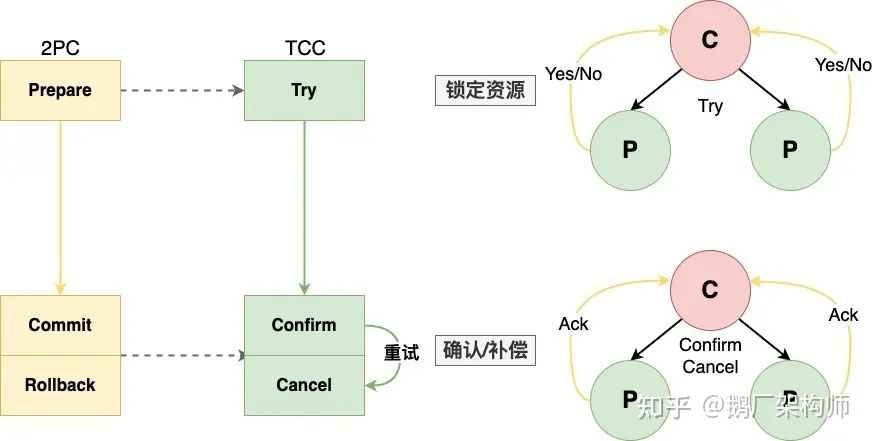 2PC
TCC
Prepare
Try
锁定资源
C
Yes/No
Yes/No
Try
P
P
Commit
Rollback
Confirm
Cancel
重试
确认/补偿
C
Ack
Ack
Confirm
Cancel
P
P
知乎 @鹅厂架构师